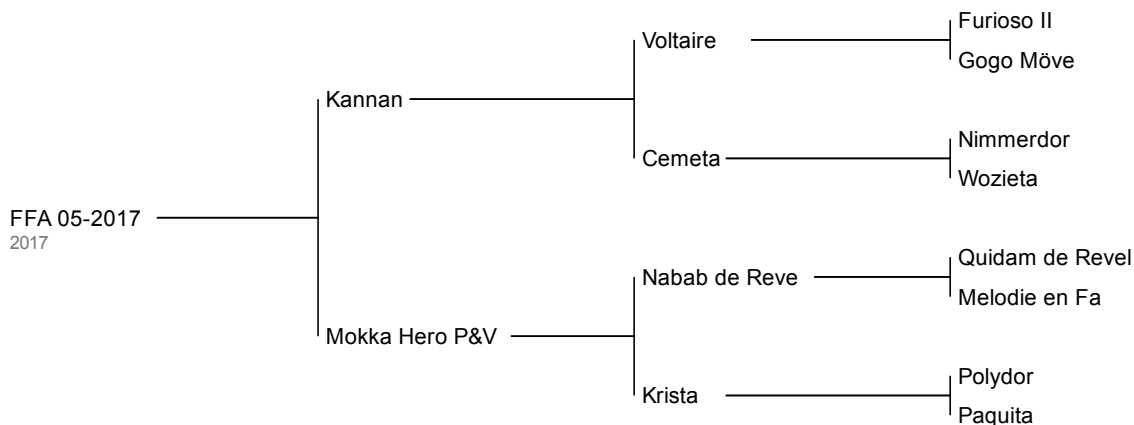 Furioso II
Voltaire
Gogo Möve
Kannan
Nimmerdor
Cemeta
Wozieta
FFA 05-2017
2017
Quidam de Revel
Nabab de Reve
Melodie en Fa
Mokka Hero P&V
Polydor
Krista
Paquita